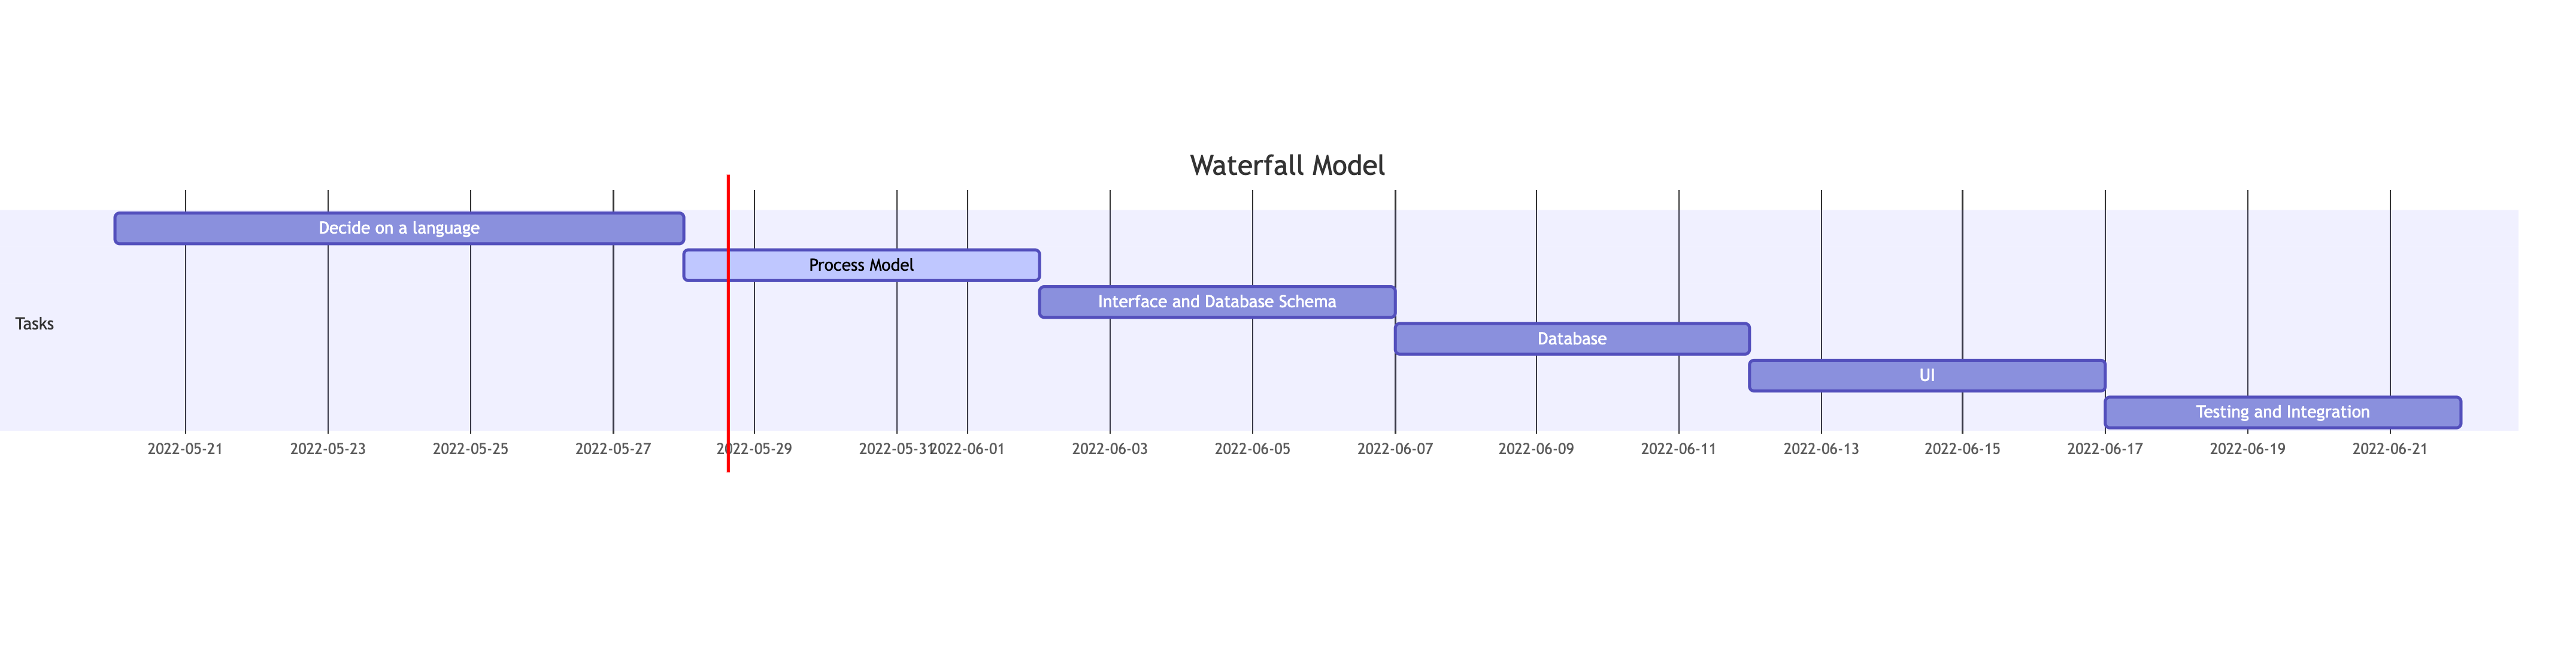 Waterfall Model
Decide on a language
Process Model
Interface and Database Schema
Tasks
Database
UI
Testing and Integration
2022-05-21 2022-05-23 2022-05-25 2022-05-27 2022-05-29 2022-05-31 2022-06-01 2022-06-03 2022-06-05 2022-06-07 2022-06-09 2022-06-11 2022-06-13 2022-06-15 2022-06-17 2022-06-19 2022-06-21